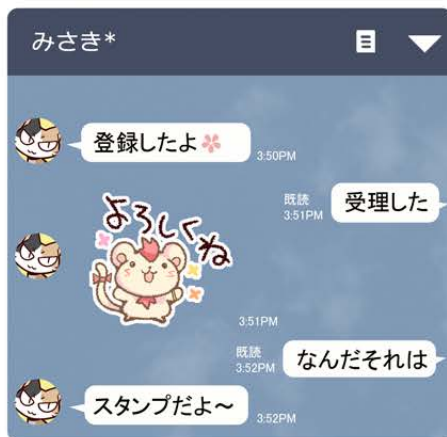 みさき*
登録したよ
3:50PM
既読
3:51PM
受理した
よろしくね
3:51PM
既読
3:52PM
なんだそれは
スタンプだよ～
3:52PM